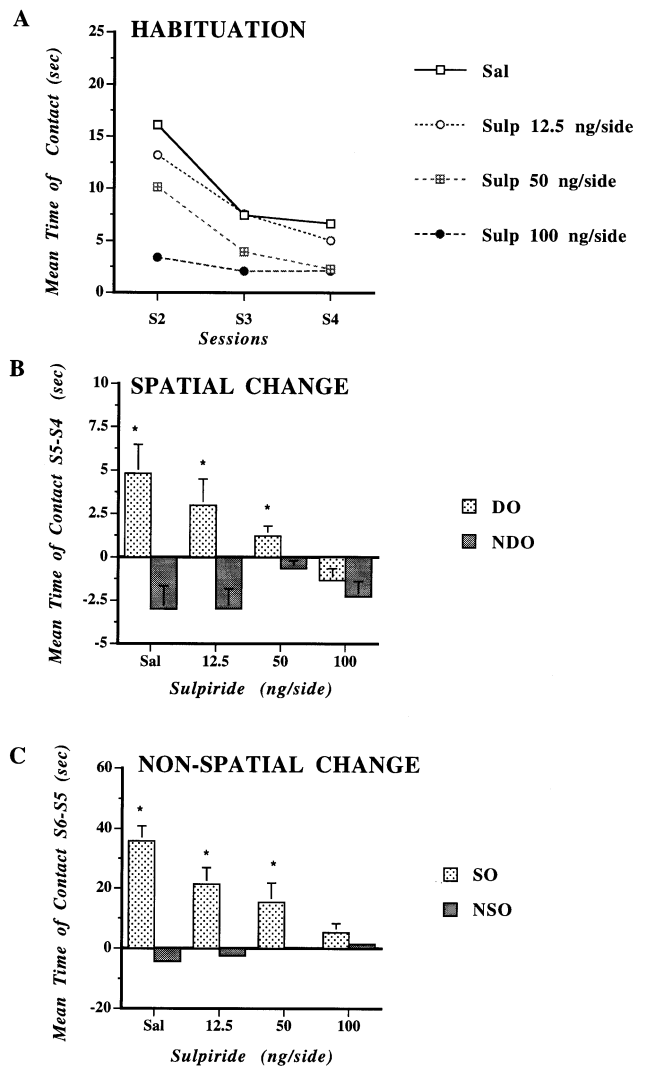 A
HABITUATION
Mean Time of Contact (sec)
25
20
15
10
5
0
S2
S3
S4
Sessions
Sal
Sulp 12.5 ng/side
Sulp 50 ng/side
Sulp 100 ng/side
B
SPATIAL CHANGE
Mean Time of Contact S5-S4 (sec)
10
7.5
5
2.5
0
-2.5
-5
*
*
*
Sal
12.5
50
100
Sulpiride (ng/side)
DO
NDO
C
NON-SPATIAL CHANGE
Mean Time of Contact S6-S5 (sec)
60
40
20
0
-20
*
*
*
Sal
12.5
50
100
Sulpiride (ng/side)
SO
NSO